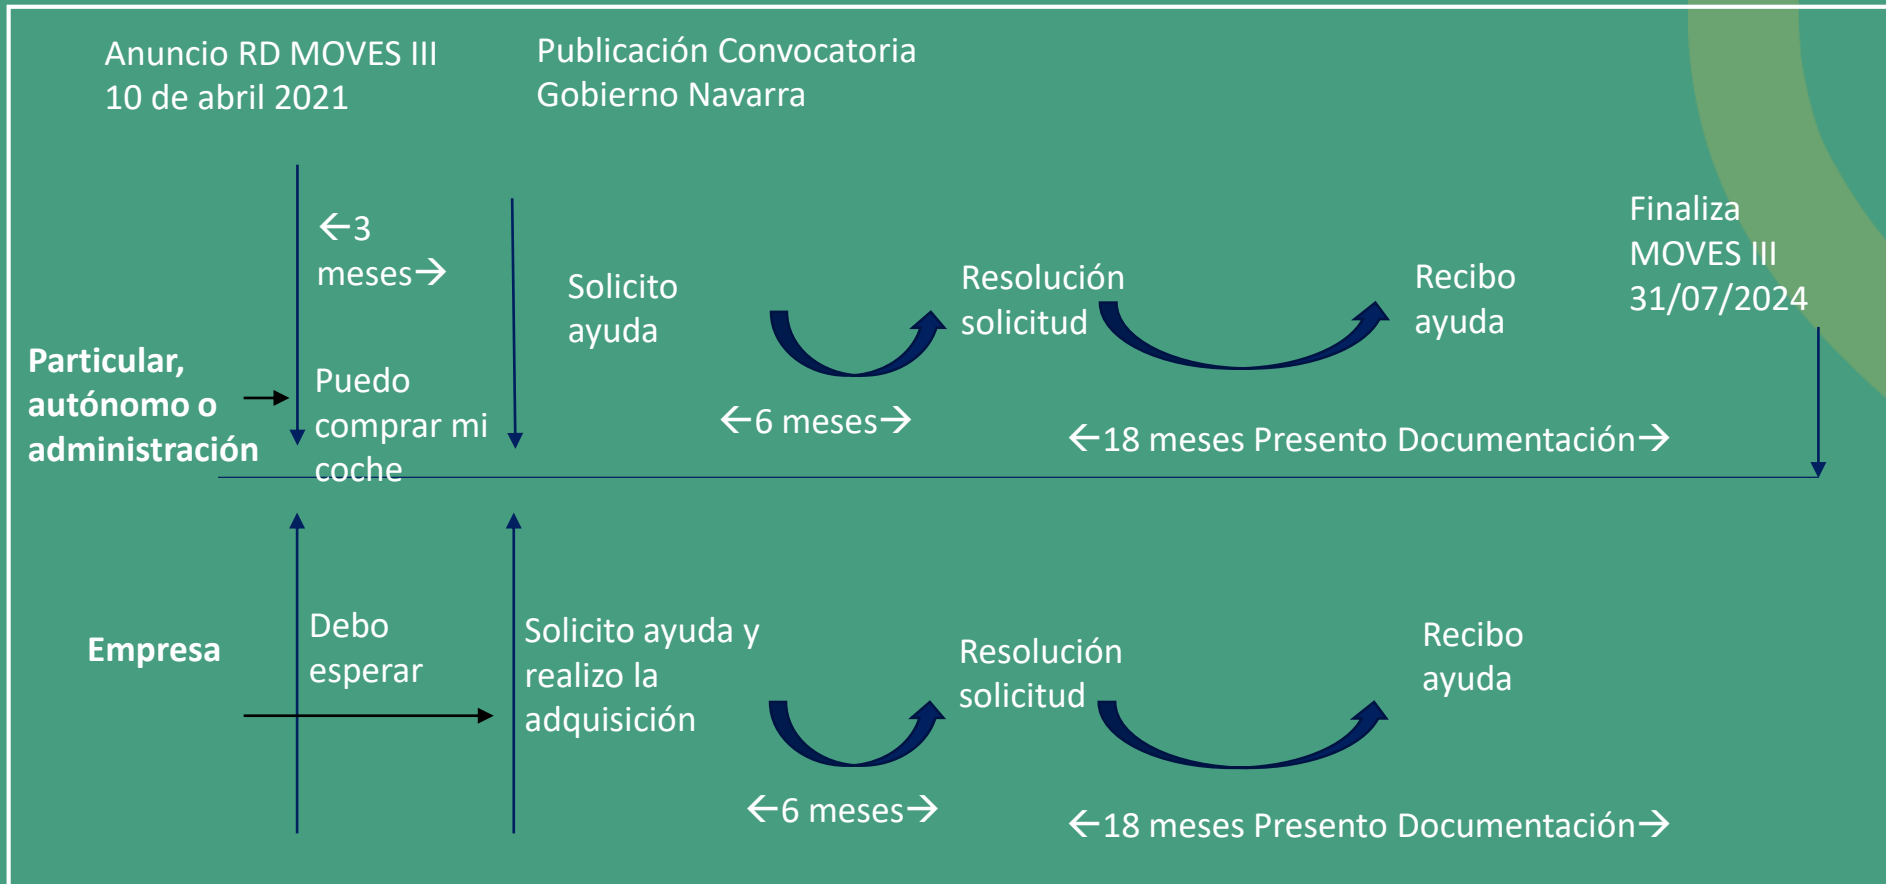 Anuncio RD MOVES III
10 de abril 2021
Publicación Convocatoria
Gobierno Navarra
←3
meses→
Solicito
ayuda
Resolución
solicitud
Recibo
ayuda
Finaliza
MOVES III
31/07/2024
Particular,
autónomo o
administración
Puedo
comprar mi
coche
←6 meses→
←18 meses Presento Documentación→
Empresa
Debo
esperar
Solicito ayuda y
realizo la
adquisición
Resolución
solicitud
Recibo
ayuda
←6 meses→
←18 meses Presento Documentación→